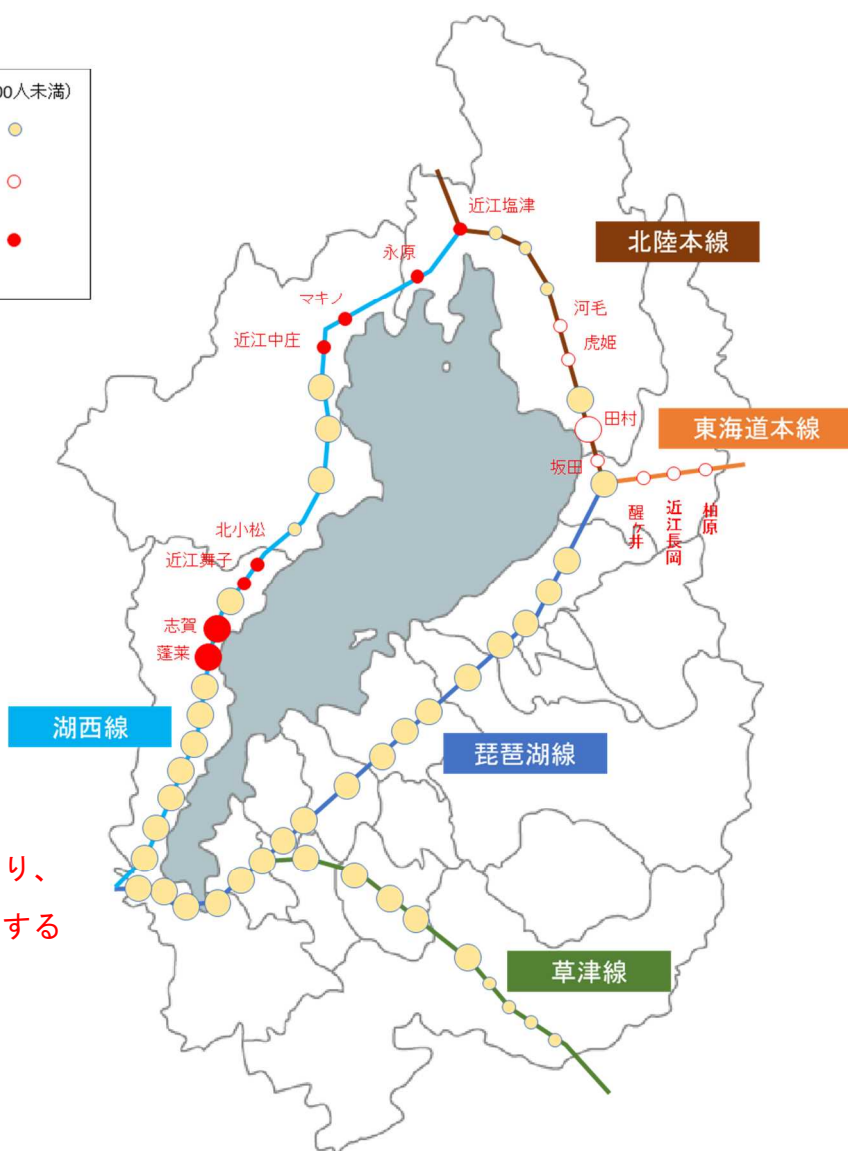 00人未満）
近江塩津
北陸本線
永原
マキノ
河毛
近江中庄
虎姫
田村
東海道本線
坂田
醒ヶ井
近江長岡
柏原
北小松
近江舞子
志賀
蓬莱
湖西線
琵琶湖線
り、
する
草津線